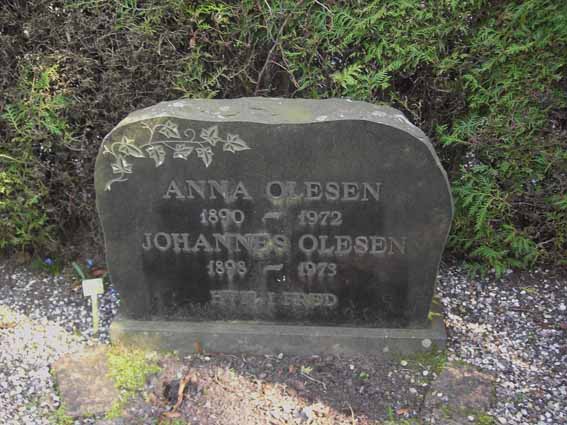 ANNA OLESEN
1890 ~ 1972
JOHANNES OLESEN
1898 ~ 1973
HVIL I FRED